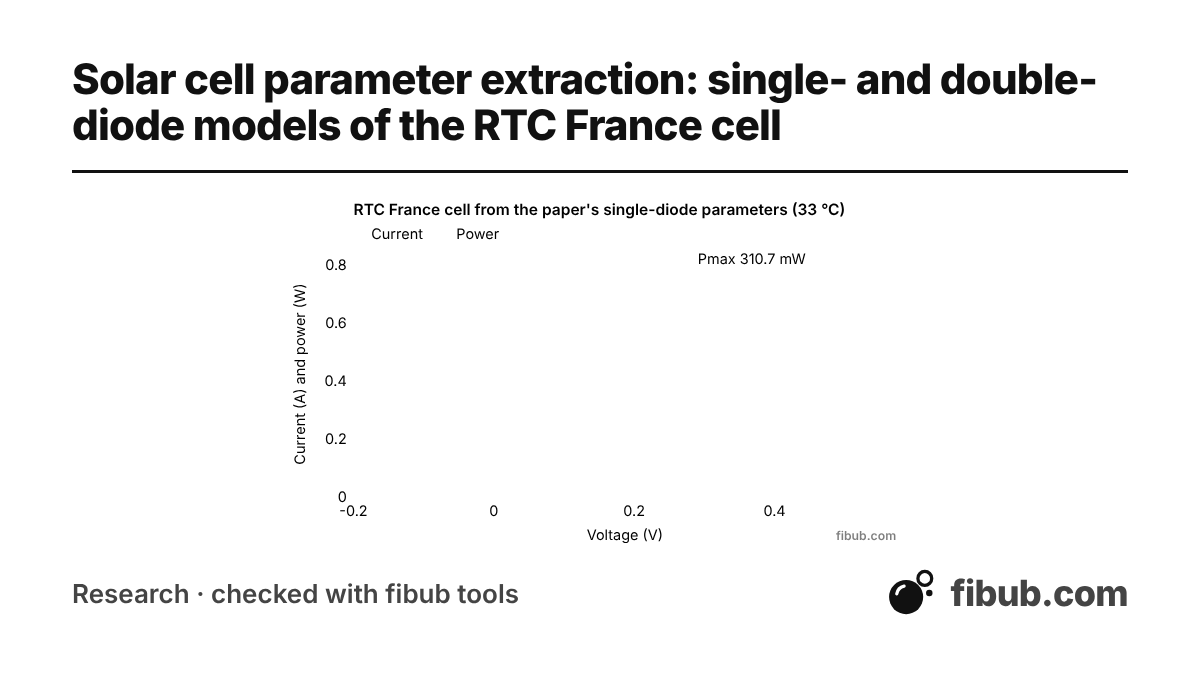 Solar cell parameter extraction: single- and double-
diode models of the RTC France cell
RTC France cell from the paper's single-diode parameters (33 °C)
Current Power
Pmax 310.7 mW
0.8
0.6
0.4
0.2
0
Current (A) and power (W)
-0.2 0 0.2 0.4
Voltage (V)
fibub.com
Research · checked with fibub tools
fibub.com